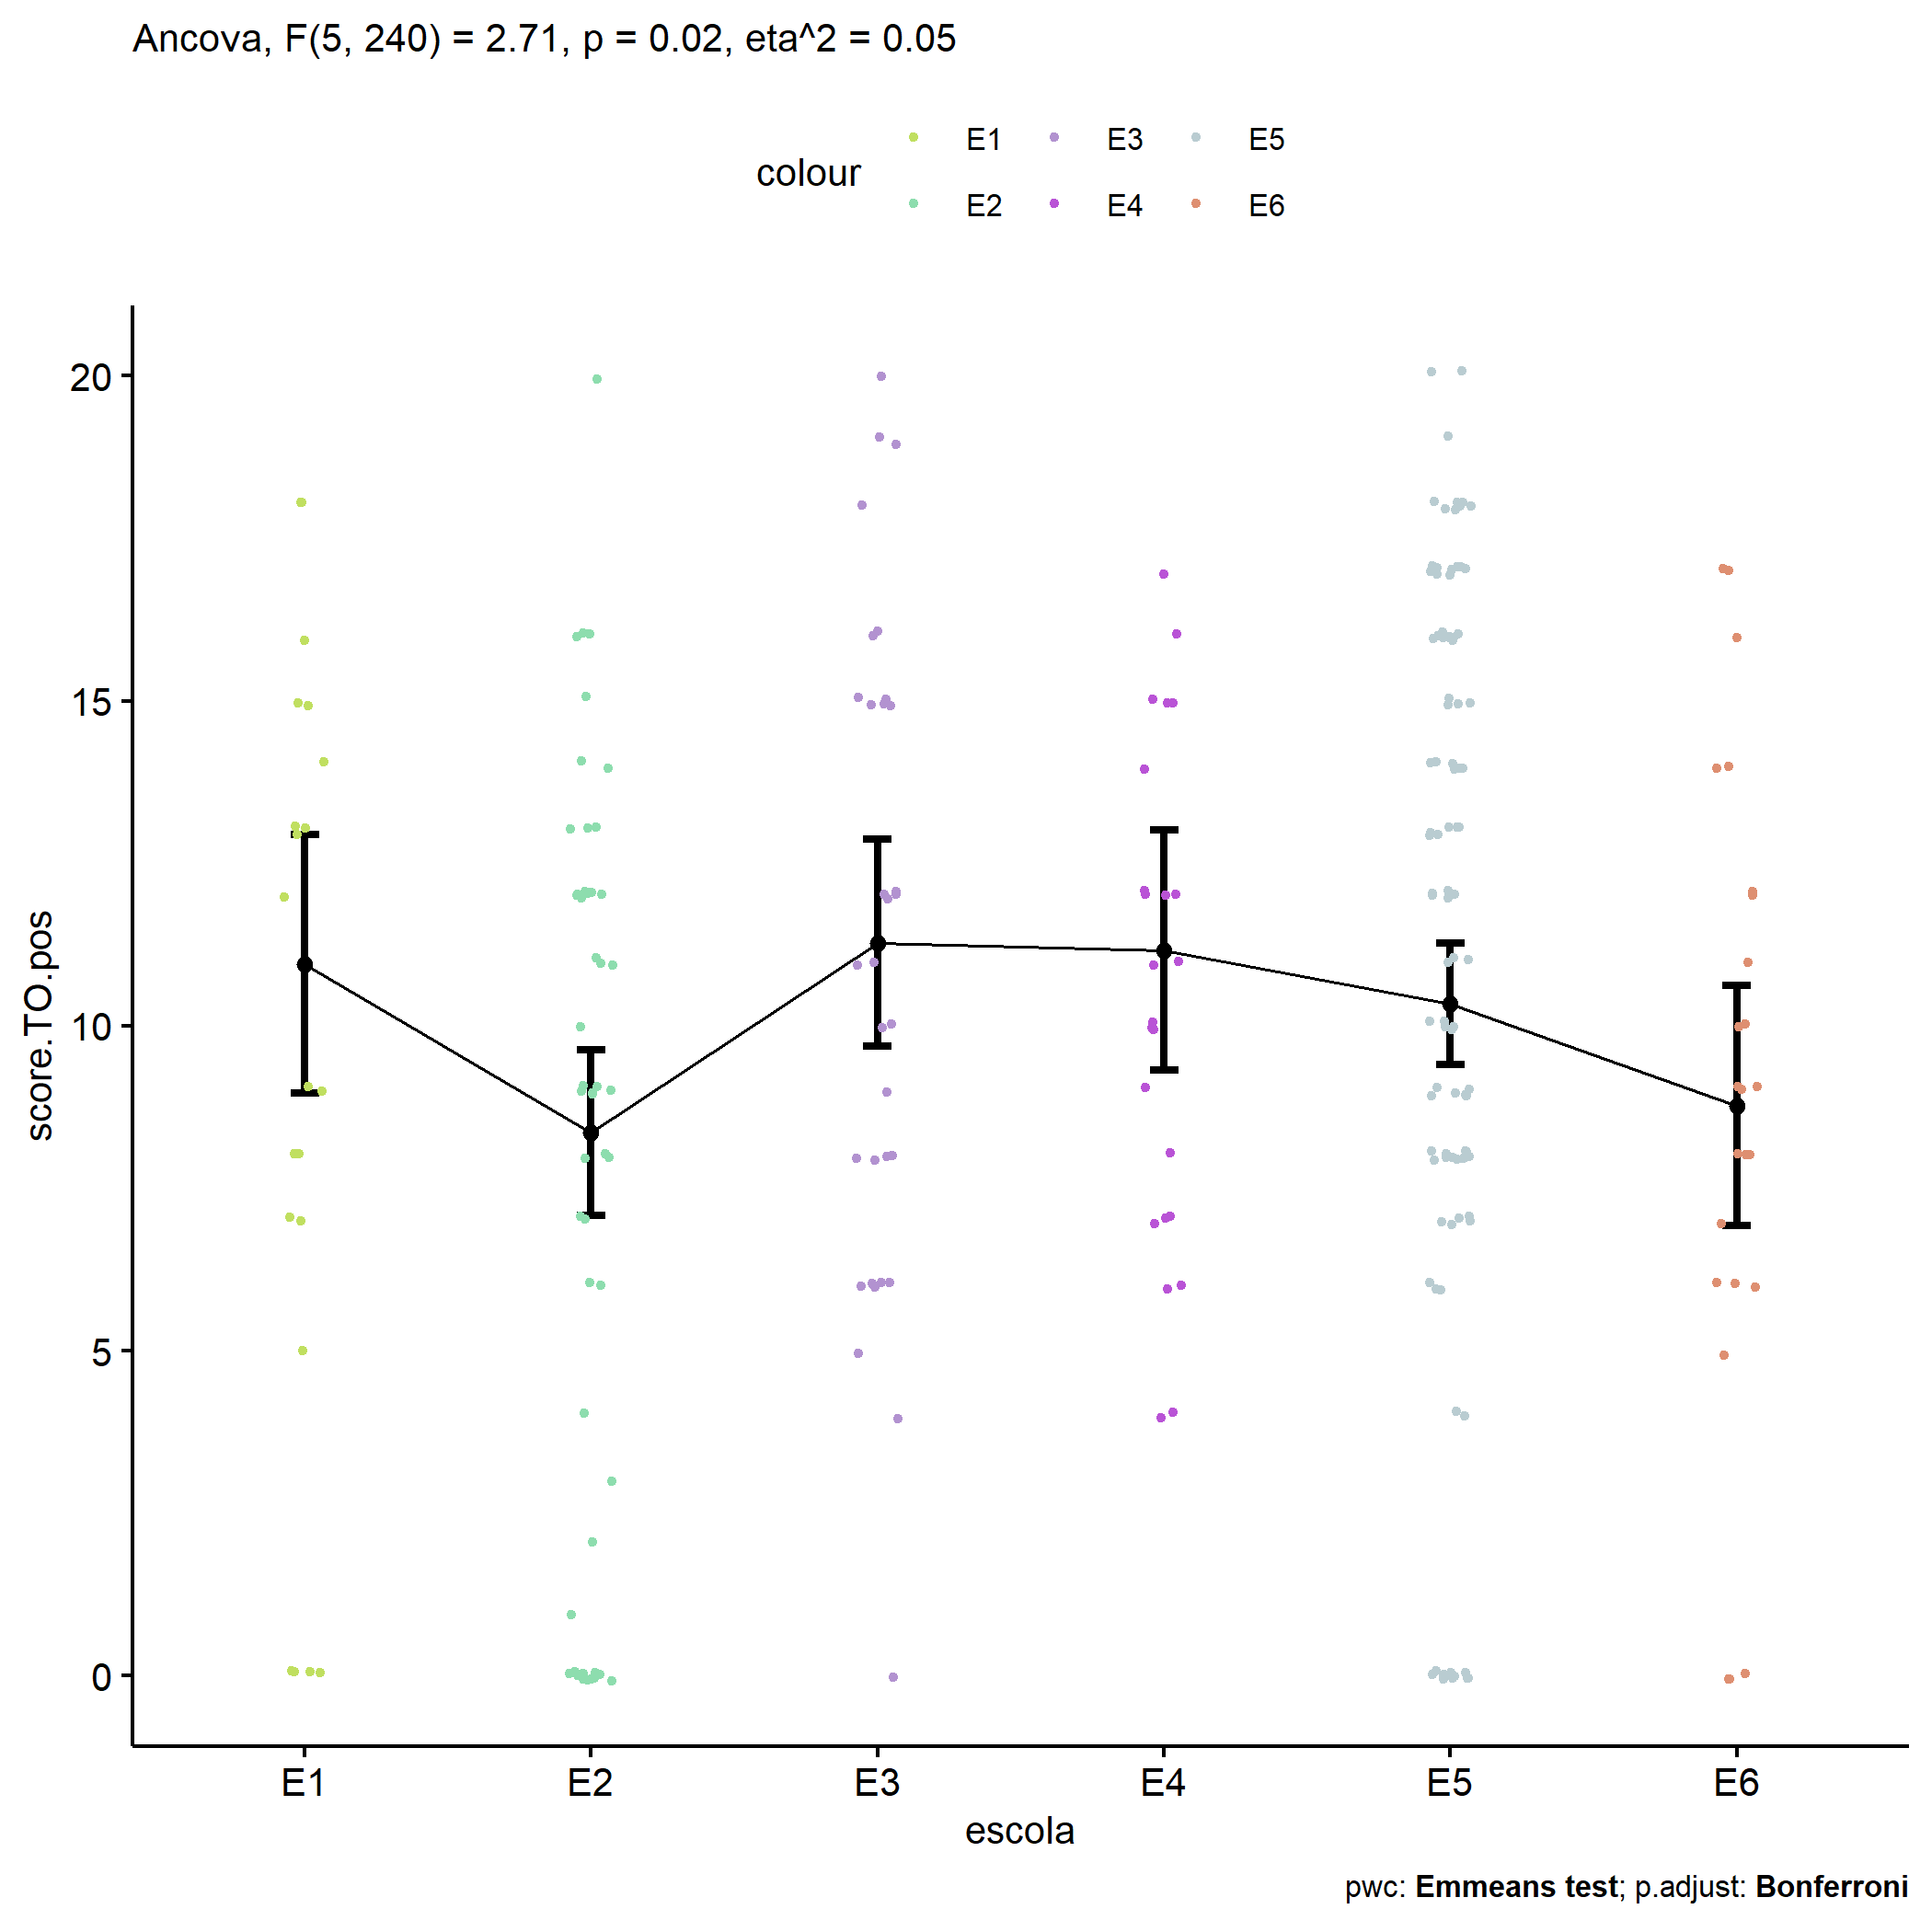 Ancova, F(5, 240) = 2.71, p = 0.02, eta^2 = 0.05
colour
E1 E3 E5
E2 E4 E6
score.TO.pos
20
15
10
5
0
E1 E2 E3 E4 E5 E6
escola
pwc: Emmeans test; p.adjust: Bonferroni